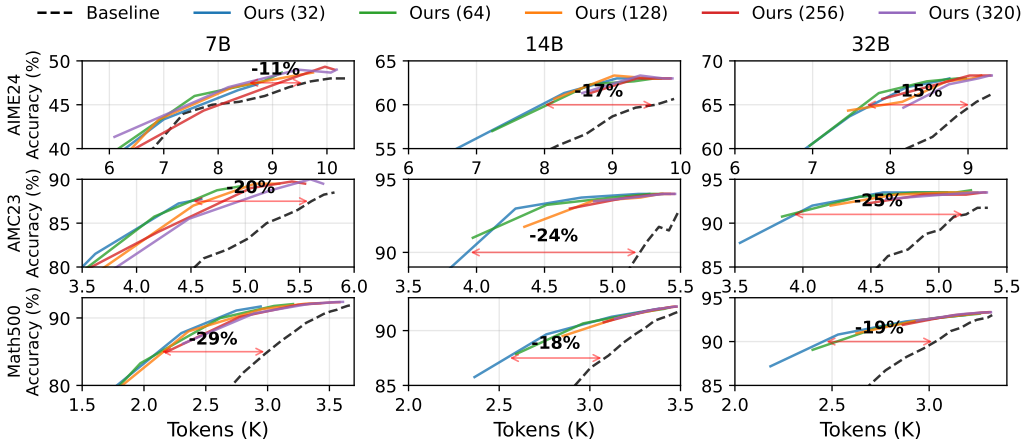 Baseline Ours (32) Ours (64) Ours (128) Ours (256) Ours (320)
7B 14B 32B
AIME24
Accuracy (%)
50
45
40
-11%
6 7 8 9 10
65
60
55
-17%
6 7 8 9 10
70
65
60
-15%
6 7 8 9
AMC23
Accuracy (%)
90
85
80
-20%
3.5 4.0 4.5 5.0 5.5 6.0
95
90
-24%
4.0 4.5 5.0 5.5
95
90
85
-25%
3.5 4.0 4.5 5.0 5.5
Math500
Accuracy (%)
90
80
-29%
1.5 2.0 2.5 3.0 3.5
Tokens (K)
90
85
-18%
2.0 2.5 3.0 3.5
Tokens (K)
95
90
85
-19%
2.0 2.5 3.0
Tokens (K)